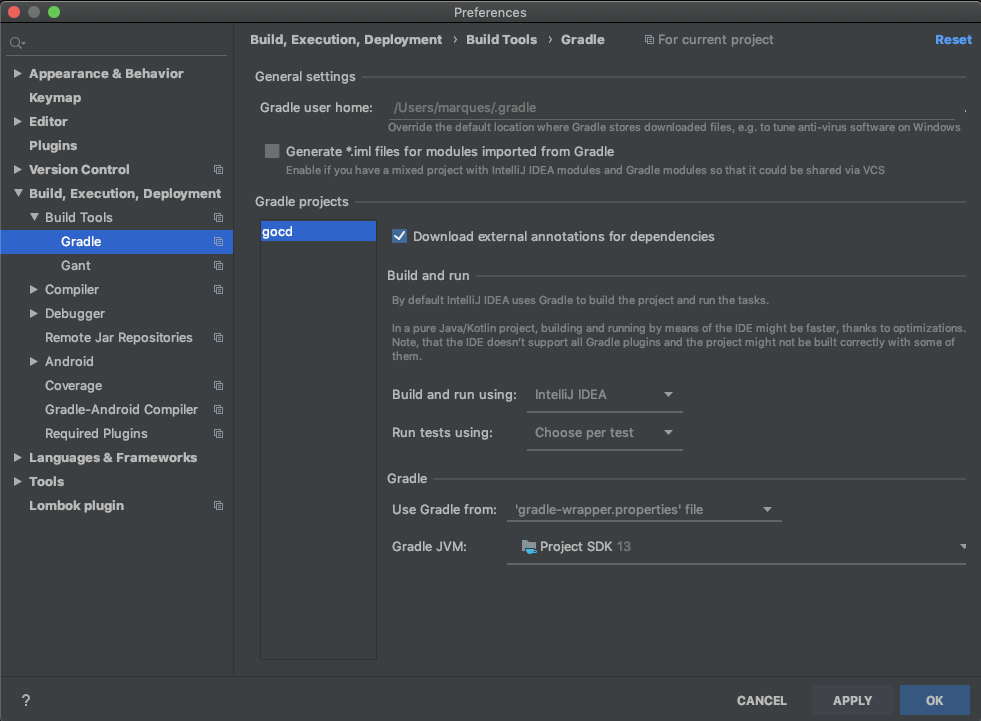 Preferences
Build, Execution, Deployment › Build Tools › Gradle
For current project
Reset
Appearance & Behavior
Keymap
Editor
Plugins
Version Control
Build, Execution, Deployment
Build Tools
Gradle
Gant
Compiler
Debugger
Remote Jar Repositories
Android
Coverage
Gradle-Android Compiler
Required Plugins
Languages & Frameworks
Tools
Lombok plugin
General settings
Gradle user home: /Users/marques/.gradle
Override the default location where Gradle stores downloaded files, e.g. to tune anti-virus software on Windows
Generate *.iml files for modules imported from Gradle
Enable if you have a mixed project with IntelliJ IDEA modules and Gradle modules so that it could be shared via VCS
Gradle projects
gocd
Download external annotations for dependencies
Build and run
By default IntelliJ IDEA uses Gradle to build the project and run the tasks.
In a pure Java/Kotlin project, building and running by means of the IDE might be faster, thanks to optimizations.
Note, that the IDE doesn't support all Gradle plugins and the project might not be built correctly with some of
them.
Build and run using: IntelliJ IDEA
Run tests using: Choose per test
Gradle
Use Gradle from: 'gradle-wrapper.properties' file
Gradle JVM: Project SDK 13
?
CANCEL
APPLY
OK